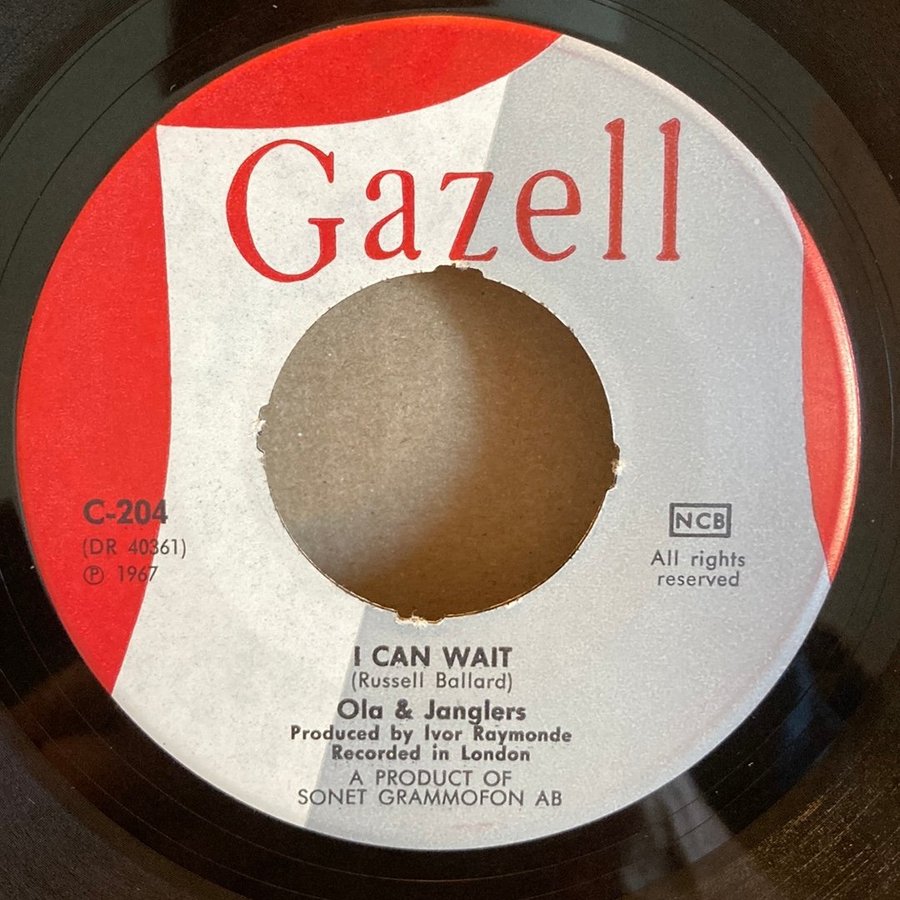 Gazell
C-204
(DR 40361)
Ⓟ 1967
NCB
All rights
reserved
I CAN WAIT
(Russell Ballard)
Ola & Janglers
Produced by Ivor Raymonde
Recorded in London
A PRODUCT OF
SONET GRAMMOFON AB